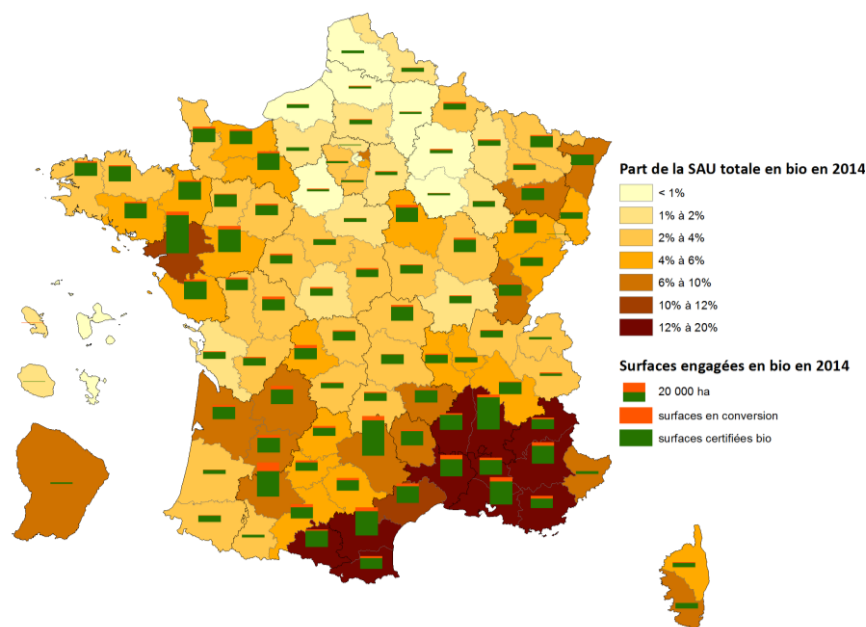 Part de la SAU totale en bio en 2014
< 1%
1% à 2%
2% à 4%
4% à 6%
6% à 10%
10% à 12%
12% à 20%
Surfaces engagées en bio en 2014
20 000 ha
surfaces en conversion
surfaces certifiées bio